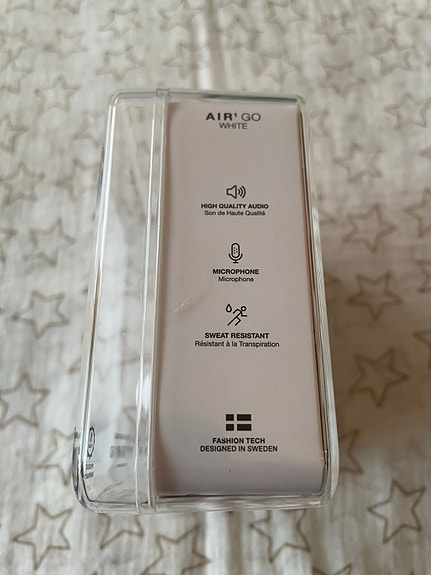 AIR¹ GO
WHITE
HIGH QUALITY AUDIO
Son de Haute Qualité
MICROPHONE
Microphone
SWEAT RESISTANT
Résistant à la Transpiration
FASHION TECH
DESIGNED IN SWEDEN